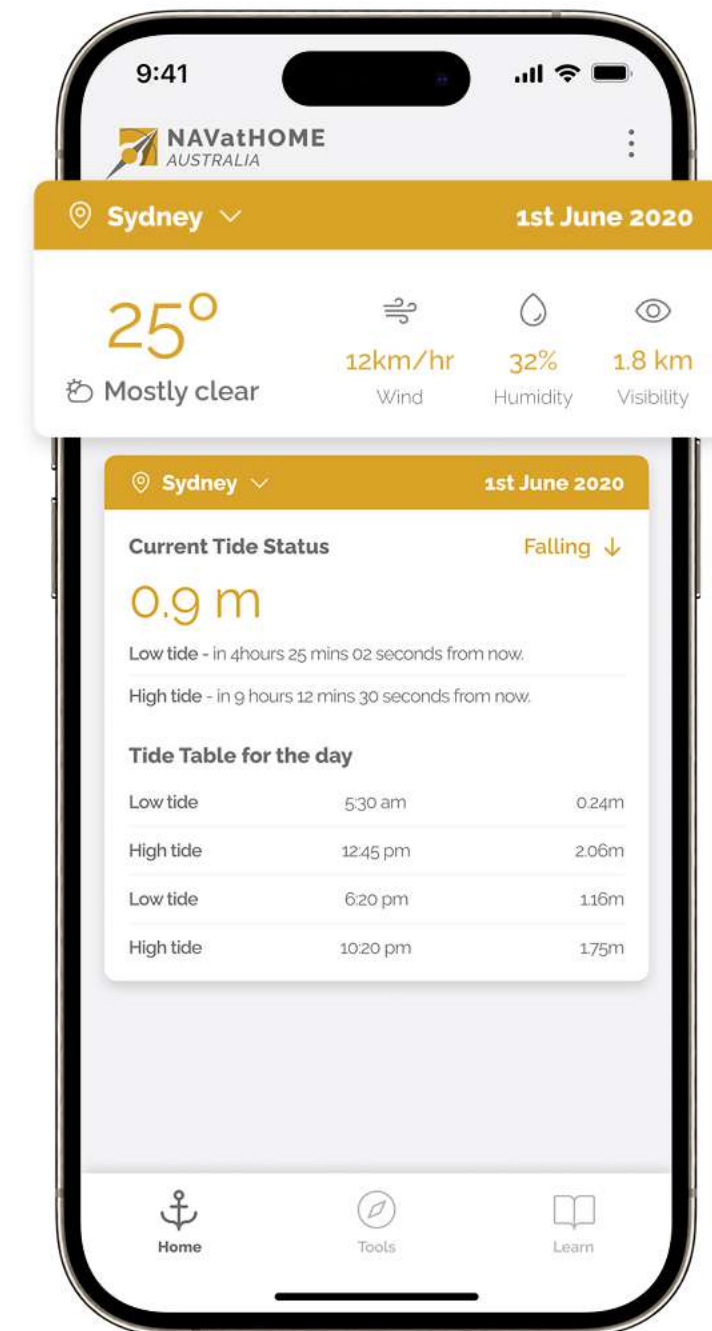 9:41
NAVatHOME
AUSTRALIA
Sydney 1st June 2020
25°
Mostly clear
12km/hr 32% 1.8 km
Wind Humidity Visibility
Sydney 1st June 2020
Current Tide Status Falling ↓
0.9 m
Low tide - in 4hours 25 mins 02 seconds from now.
High tide - in 9 hours 12 mins 30 seconds from now.
Tide Table for the day
Low tide 5:30 am 0.24m
High tide 12:45 pm 2.06m
Low tide 6:20 pm 1.16m
High tide 10:20 pm 1.75m
Home Tools Learn